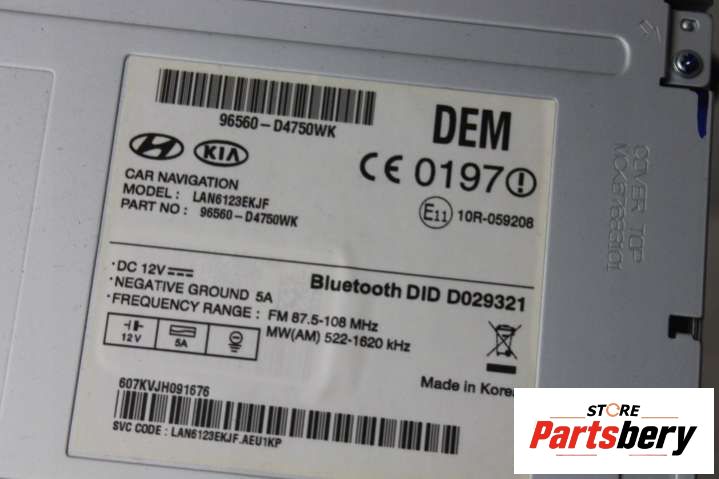 96560-D4750WK
DEM
KIA
CE 0197
CAR NAVIGATION
MODEL : LAN6123EKJF
PART NO : 96560-D4750WK
E11 10R-059208
·DC 12V
Bluetooth DID D029321
·NEGATIVE GROUND 5A
·FREQUENCY RANGE : FM 87.5-108 MHz
MW(AM) 522-1620 kHz
12V 5A
Made in Korea
607KVJH091676
SVC CODE : LAN6123EKJF.AEU1KP
COVER TOP
STORE
Partsbery